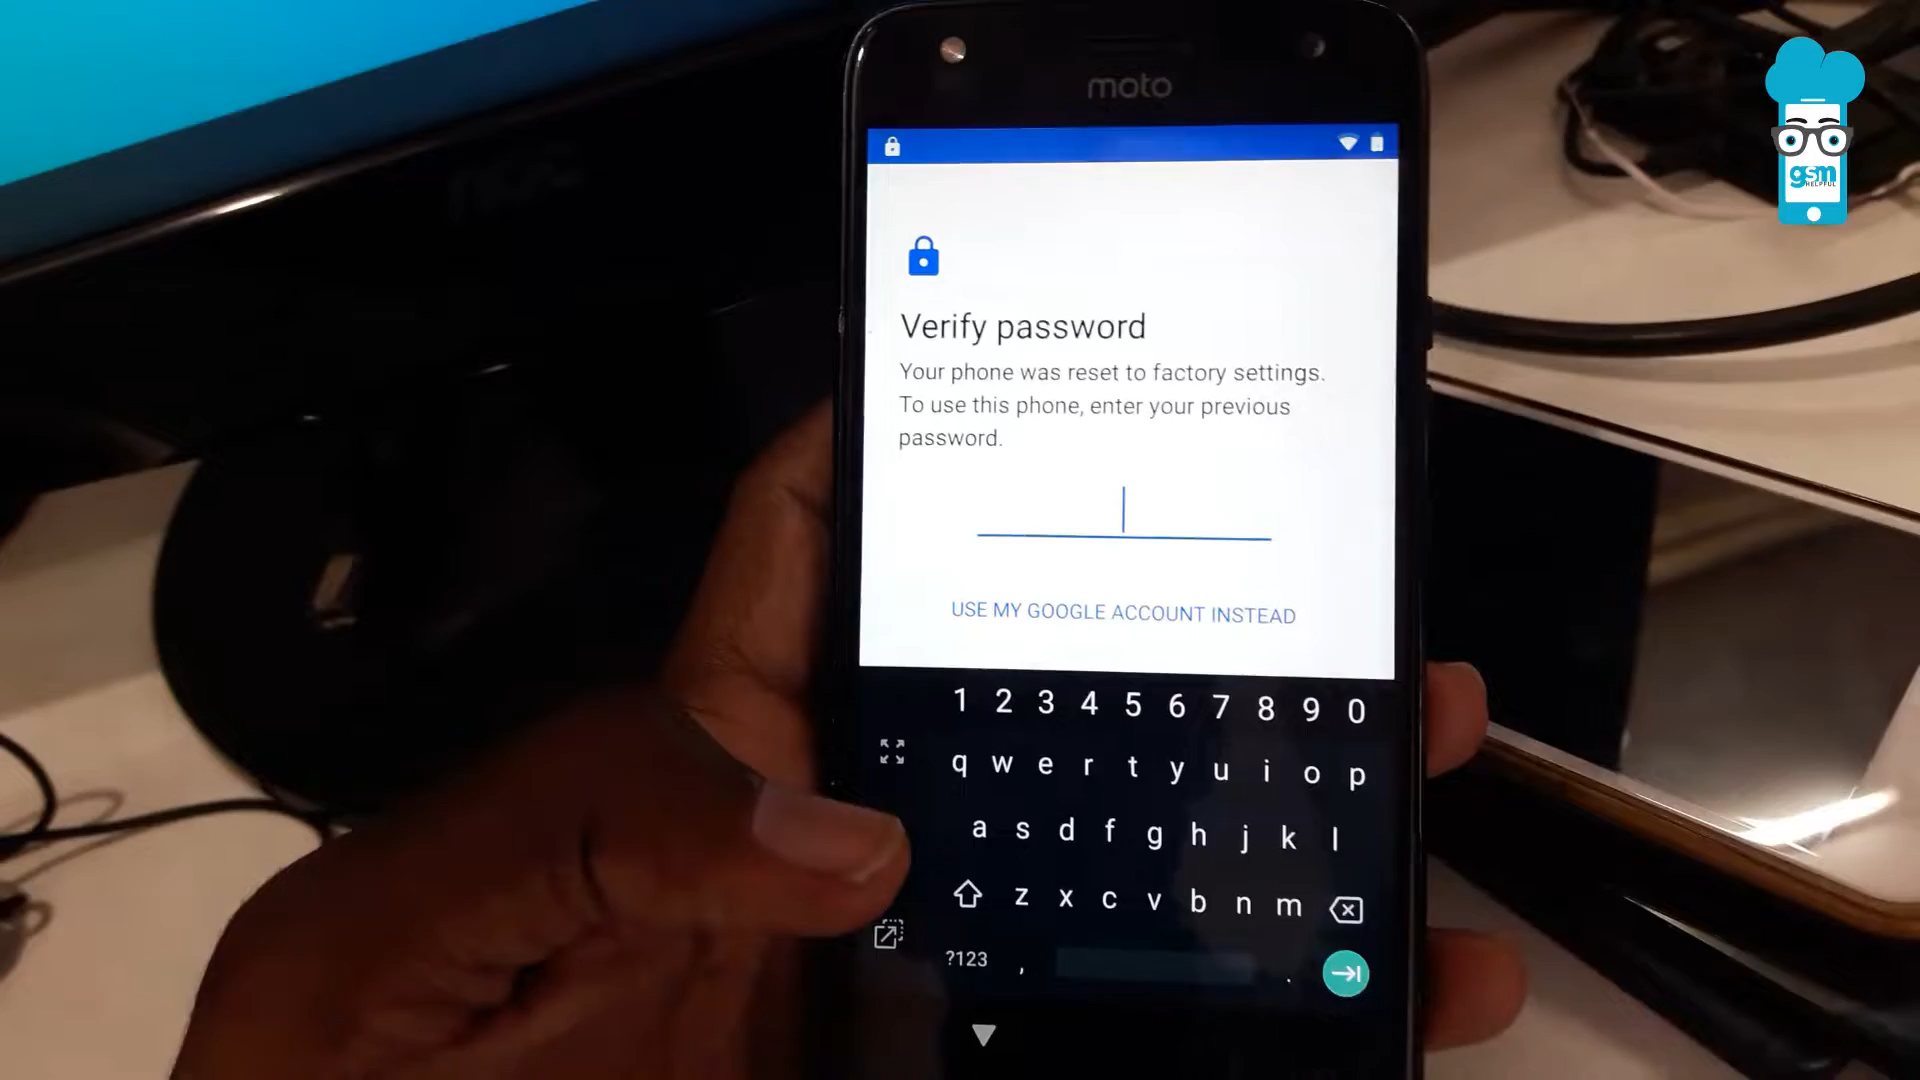 moto
gsm
HELPFUL
Verify password
Your phone was reset to factory settings.
To use this phone, enter your previous
password.
USE MY GOOGLE ACCOUNT INSTEAD
1 2 3 4 5 6 7 8 9 0
q w e r t y u i o p
a s d f g h j k l
z x c v b n m
?123 , .